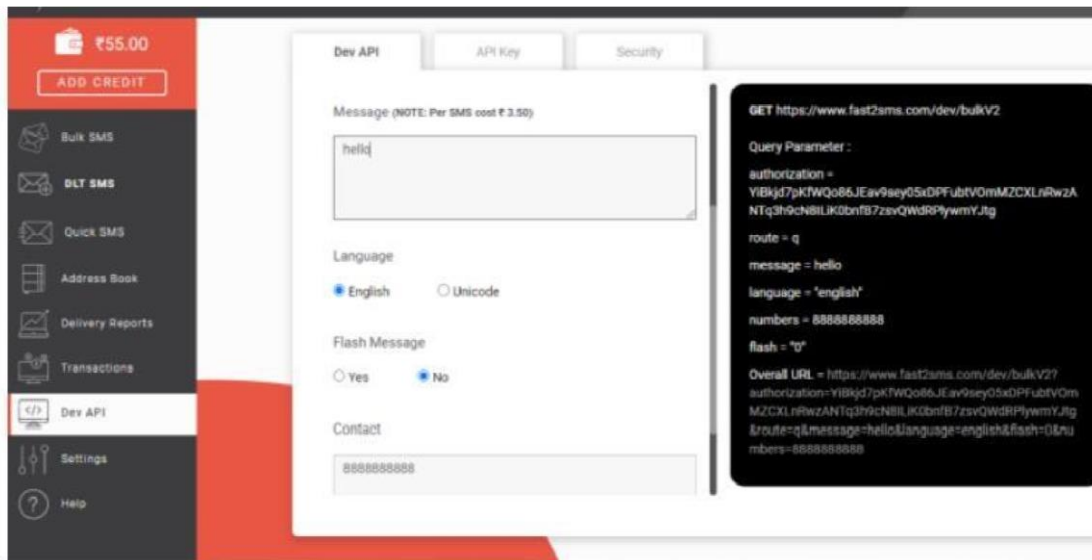 ₹55.00
ADD CREDIT
Bulk SMS
DLT SMS
Quick SMS
Address Book
Delivery Reports
Transactions
Dev API
Settings
Help
Dev API
API Key
Security
Message (NOTE: Per SMS cost ₹ 3.50)
hello
Language
English Unicode
Flash Message
Yes No
Contact
8888888888
GET https://www.fast2sms.com/dev/bulkV2
Query Parameter :
authorization =
route = q
message = hello
language = "english"
numbers = 8888888888
flash = "0"
Overall URL = https://www.fast2sms.com/dev/bulkV2?
authorization=
&route=q&message=hello&language=english&flash=0&nu
mbers=8888888888